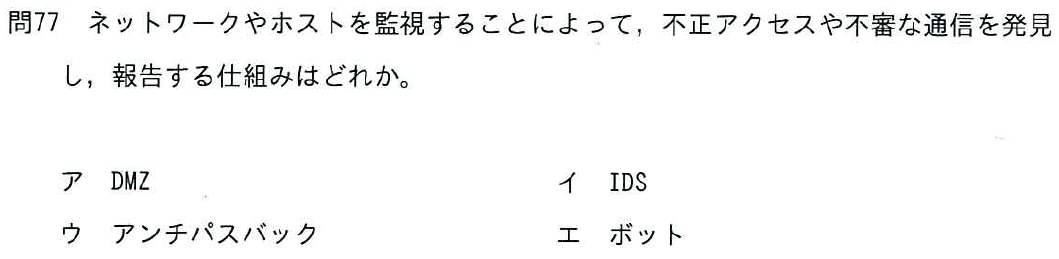 問77　ネットワークやホストを監視することによって，不正アクセスや不審な通信を発見
し，報告する仕組みはどれか。
ア　DMZ　イ　IDS
ウ　アンチパスバック　エ　ボット